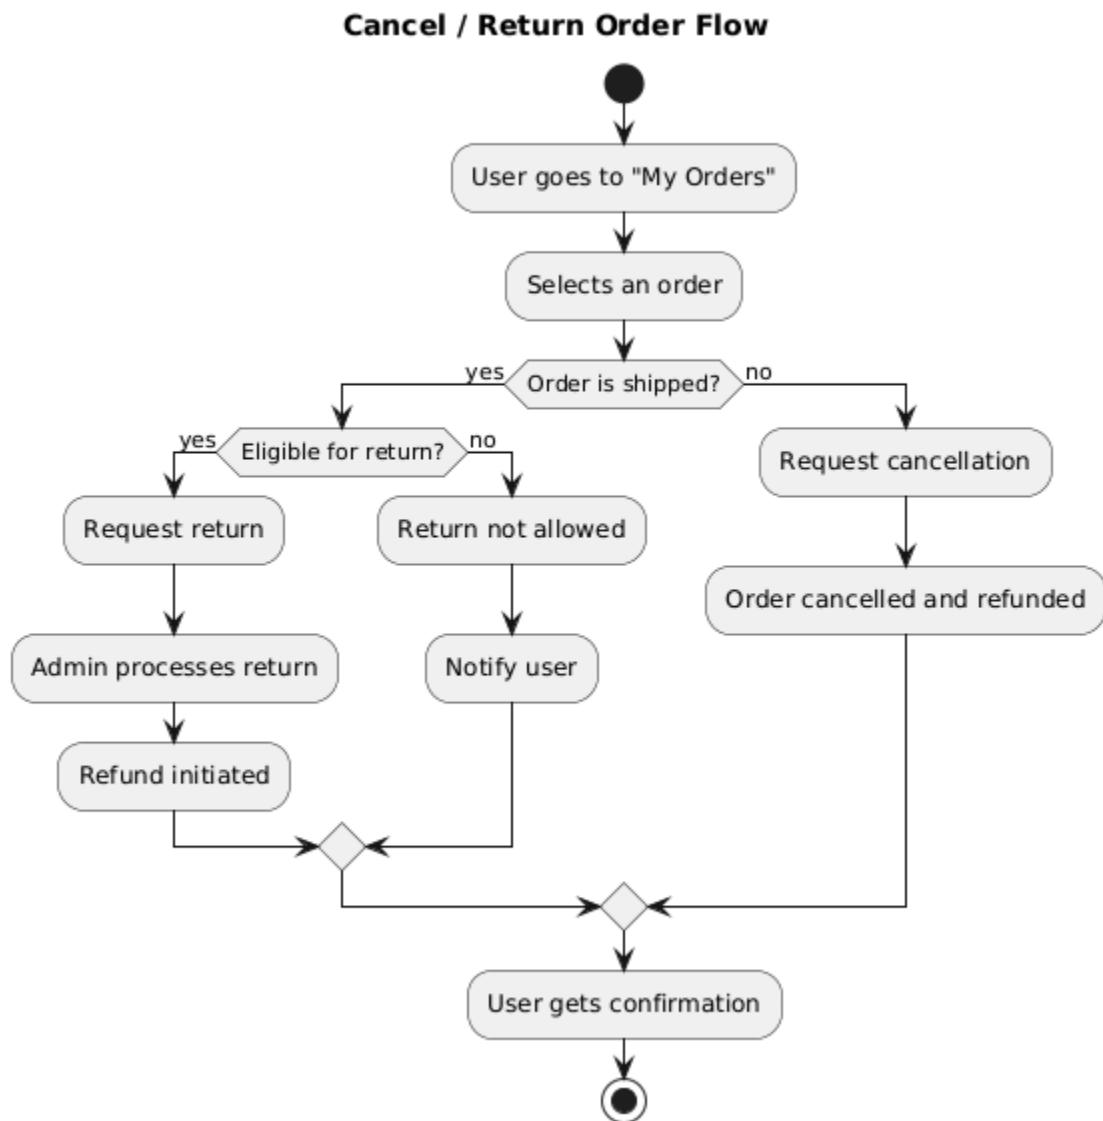 Cancel / Return Order Flow
User goes to "My Orders"
Selects an order
yes
Order is shipped?
no
yes
Eligible for return?
no
Request cancellation
Request return
Return not allowed
Order cancelled and refunded
Admin processes return
Notify user
Refund initiated
User gets confirmation